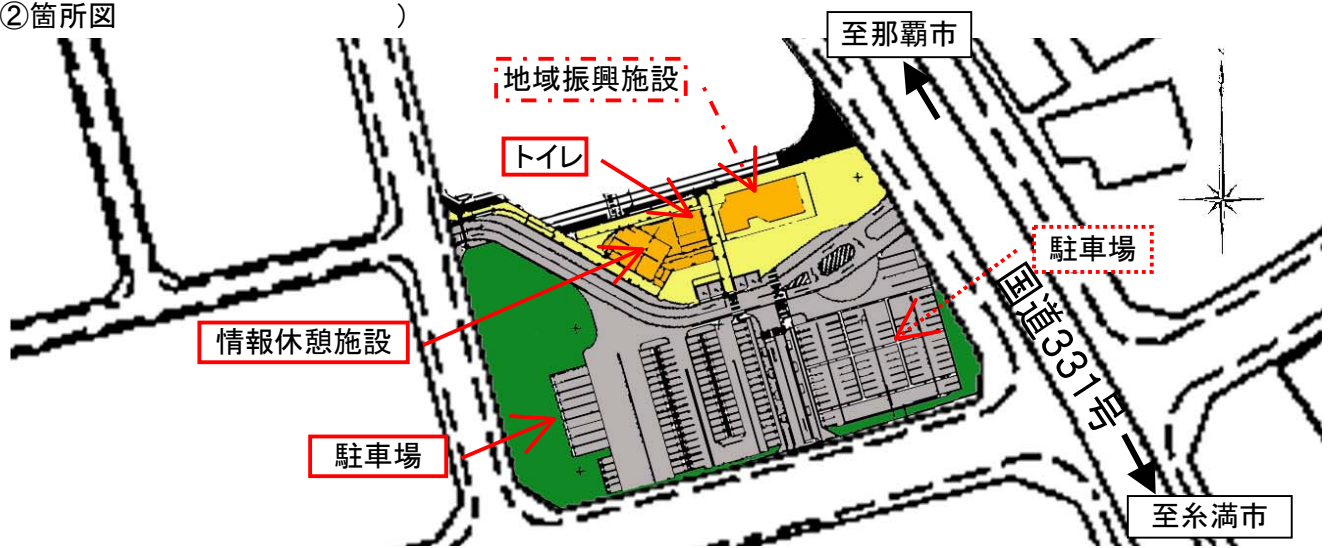 ②箇所図　　　　　　　　　　)
至那覇市
地域振興施設
トイレ
駐車場
国道331号
情報休憩施設
駐車場
至糸満市